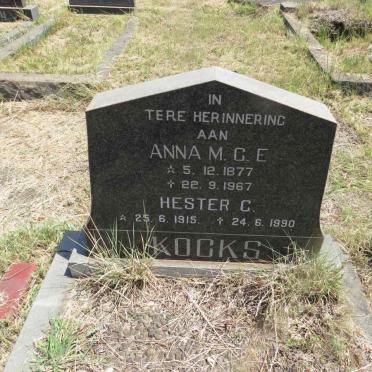 IN
TERE HERINNERING
AAN
ANNA M. C. E
☆ 5. 12. 1877
✝ 22. 9. 1967
HESTER C.
☆ 25. 6. 1915. ✝ 24. 6. 1990
KOCKS